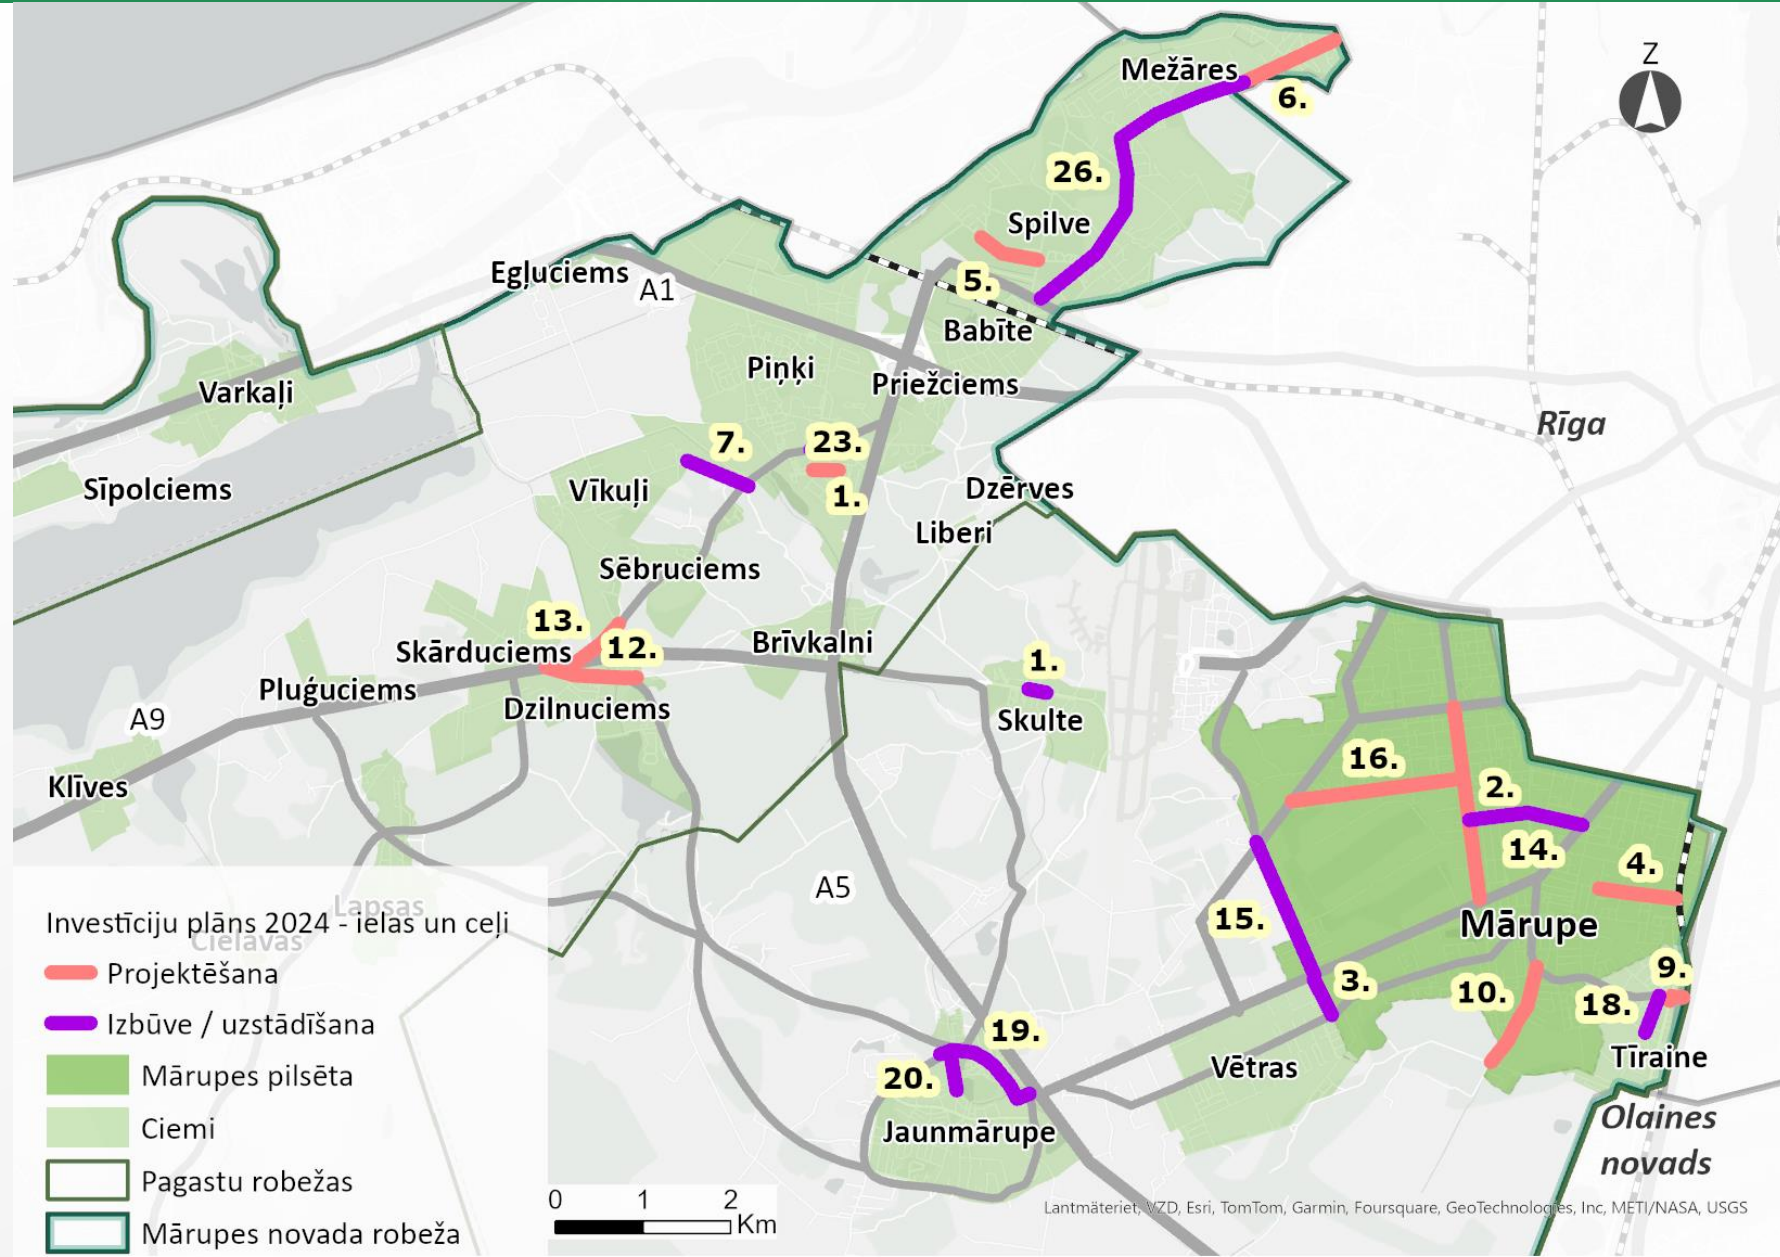 Z
Mežāres
6.
26.
Spilve
Egļuciems
A1
5.
Babīte
Piņķi
Priežciems
Varkaļi
Rīga
7.
23.
Sīpolciems
Vīkuļi
1.
Dzērves
Liberi
Sēbruciems
13.
12.
Skārduciems
Brīvkalni
1.
Pluģuciems
Dzilnuciems
Skulte
A9
16.
Klīves
2.
14.
4.
A5
Lapsas
Investīciju plāns 2024 - ielas un ceļi
Cielavas
15.
Mārupe
Projektēšana
9.
3.
10.
18.
Izbūve / uzstādīšana
19.
Tīraine
Vētras
20.
Mārupes pilsēta
Olaines
novads
Ciemi
Jaunmārupe
Pagastu robežas
0 1 2
Km
Mārupes novada robeža
Lantmäteriet, VZD, Esri, TomTom, Garmin, Foursquare, GeoTechnologies, Inc, METI/NASA, USGS